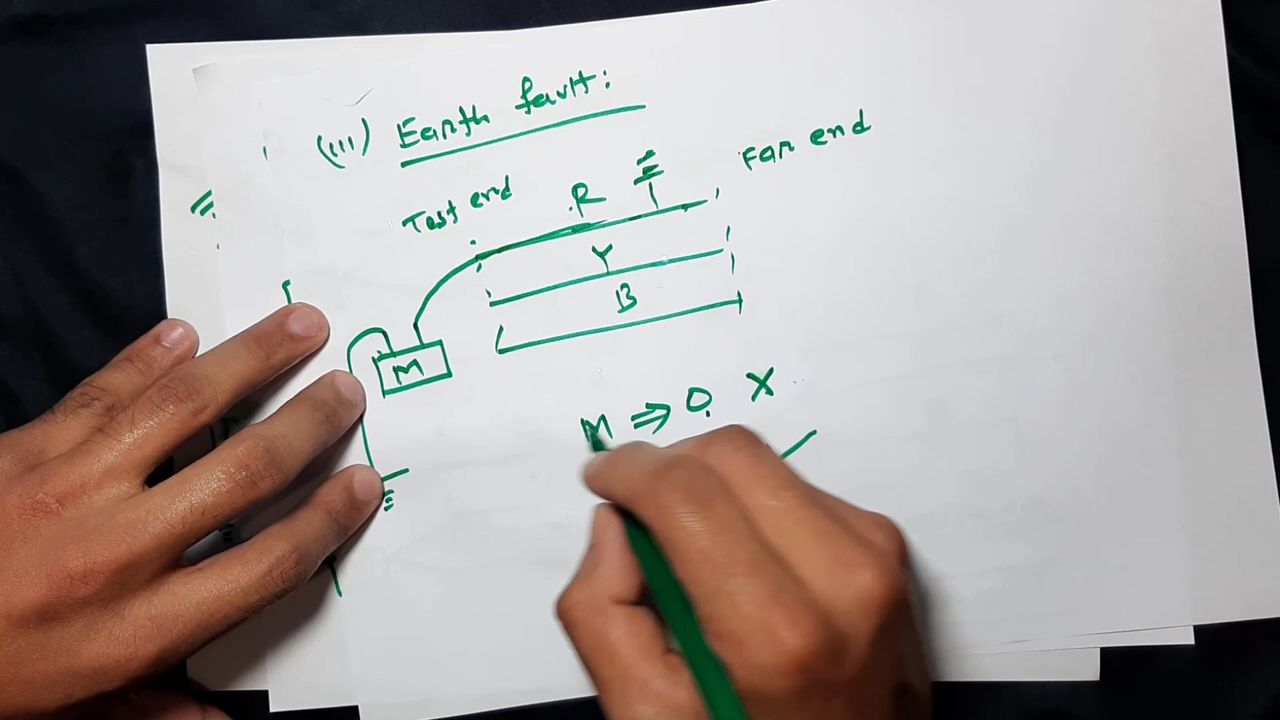 (iii) Earth fault:
Test end
R
Far end
Y
B
M
M ⇒ 0 X